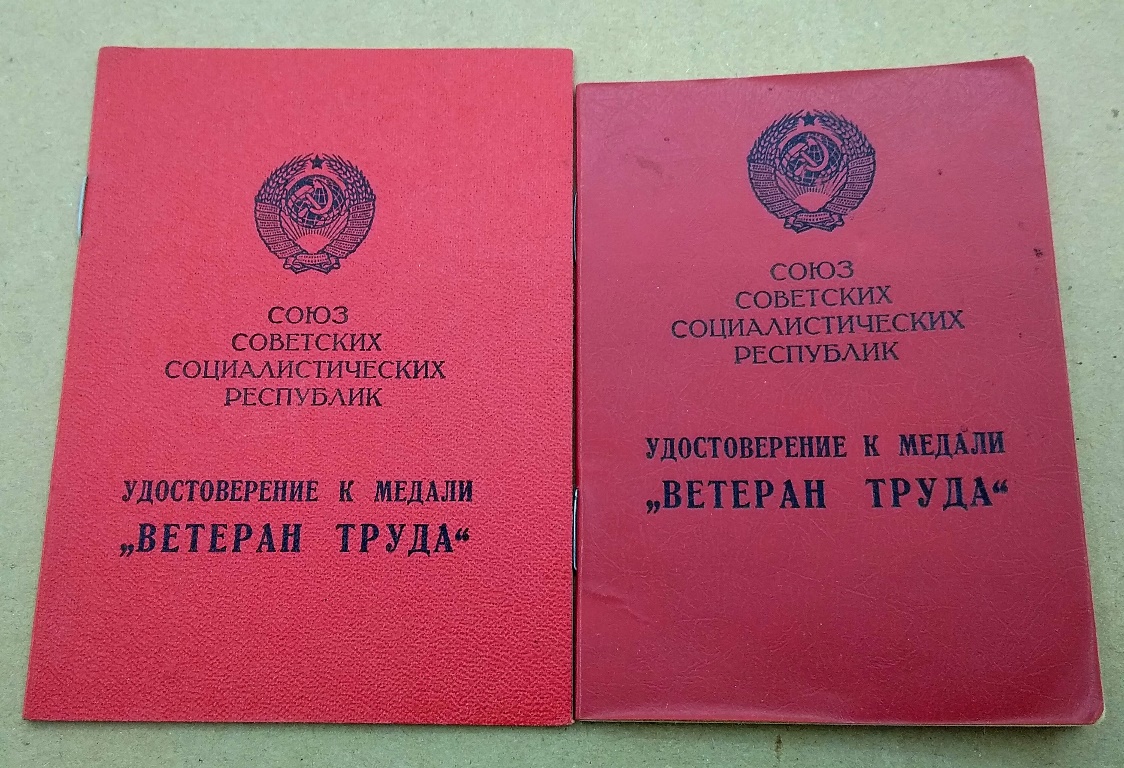 СОЮЗ
СОВЕТСКИХ
СОЦИАЛИСТИЧЕСКИХ
РЕСПУБЛИК
УДОСТОВЕРЕНИЕ К МЕДАЛИ
„ВЕТЕРАН ТРУДА“
СОЮЗ
СОВЕТСКИХ
СОЦИАЛИСТИЧЕСКИХ
РЕСПУБЛИК
УДОСТОВЕРЕНИЕ К МЕДАЛИ
„ВЕТЕРАН ТРУДА“